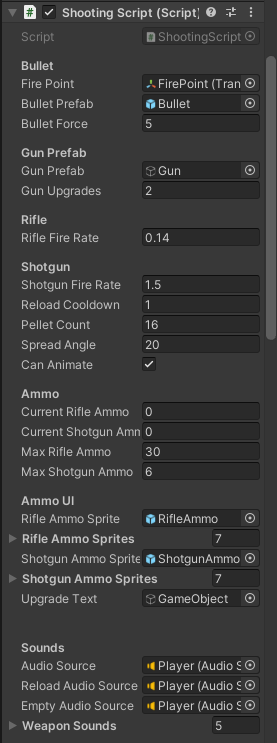 Shooting Script (Script)
Script ShootingScript
Bullet
Fire Point FirePoint (Tran
Bullet Prefab Bullet
Bullet Force 5
Gun Prefab
Gun Prefab Gun
Gun Upgrades 2
Rifle
Rifle Fire Rate 0.14
Shotgun
Shotgun Fire Rate 1.5
Reload Cooldown 1
Pellet Count 16
Spread Angle 20
Can Animate
Ammo
Current Rifle Ammo 0
Current Shotgun Amm 0
Max Rifle Ammo 30
Max Shotgun Ammo 6
Ammo UI
Rifle Ammo Sprite RifleAmmo
Rifle Ammo Sprites 7
Shotgun Ammo Sprite ShotgunAmmo
Shotgun Ammo Sprites 7
Upgrade Text GameObject
Sounds
Audio Source Player (Audio S
Reload Audio Source Player (Audio S
Empty Audio Source Player (Audio S
Weapon Sounds 5